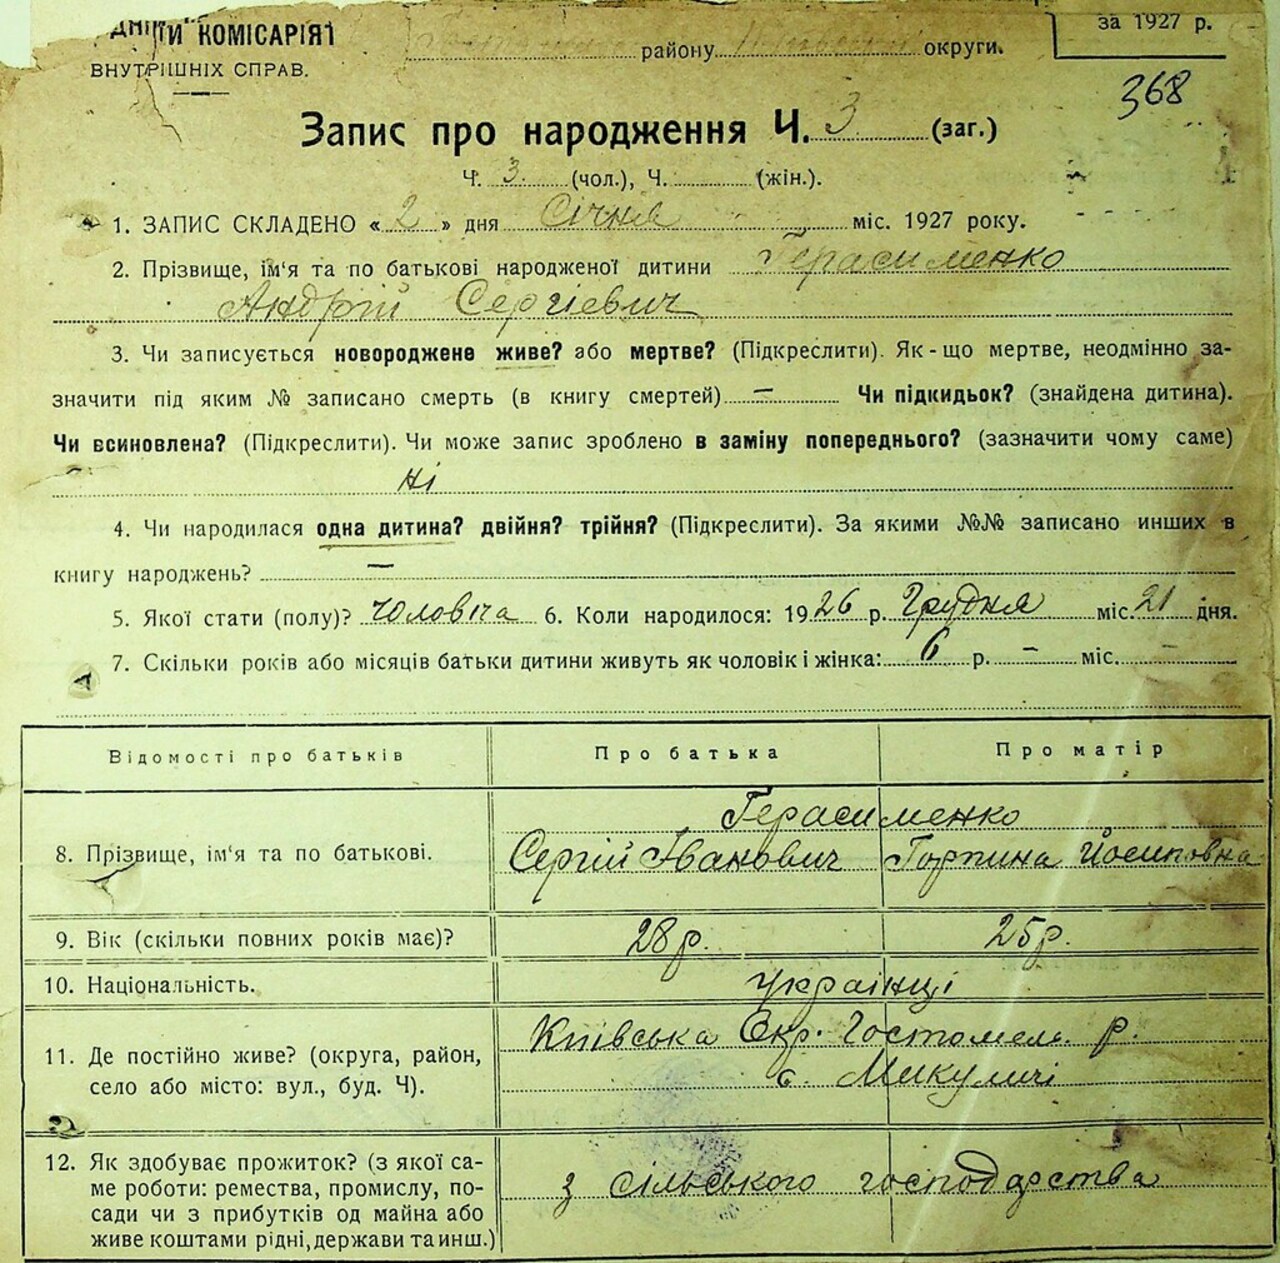 КОМІСАРІЯТ
ВНУТРІШНІХ СПРАВ.
району округи.
за 1927 р.
368
Запис про народження Ч. 3 (заг.)
Ч. 3. (чол.), Ч. (жін.).
1. ЗАПИС СКЛАДЕНО «2» дня Січня міс. 1927 року.
2. Прізвище, ім'я та по батькові народженої дитини Герасименко
Андрій Сергіевич
3. Чи записується новороджене живе? або мертве? (Підкреслити). Як-що мертве, неодмінно за-
значити під яким № записано смерть (в книгу смертей) — Чи підкидьок? (знайдена дитина).
Чи всиновлена? (Підкреслити). Чи може запис зроблено в заміну попереднього? (зазначити чому саме)
ні
4. Чи народилася одна дитина? двійня? трійня? (Підкреслити). За якими №№ записано инших в
книгу народжень? —
5. Якої стати (полу)? чоловіча 6. Коли народилося: 1926 р. Грудня міс. 21 дня.
7. Скільки років або місяців батьки дитини живуть як чоловік і жінка: 6 р. — міс. —
Відомості про батьків Про батька Про матір
Герасименко
8. Прізвище, ім'я та по батькові. Сергій Іванович Горпина Йосиповна
9. Вік (скільки повних років має)? 28 р. 25 р.
10. Національність. Украінці
11. Де постійно живе? (округа, район, Киівська Окр. Гостомел. р.
село або місто: вул., буд. Ч). с. Микуличі
12. Як здобуває прожиток? (з якої са-
ме роботи: ремества, промислу, по- з сільського господарства
сади чи з прибутків од майна або
живе коштами рідні, держави та инш.)